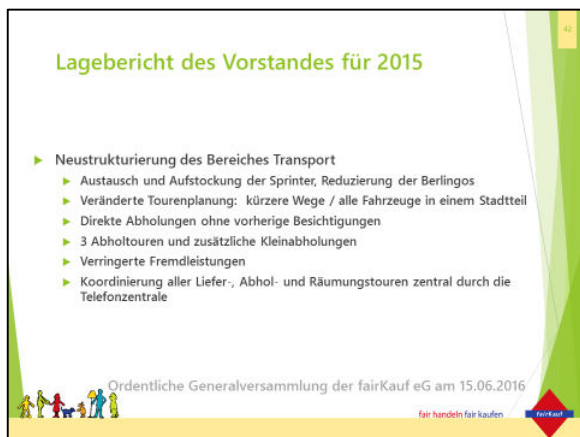 42
Lagebericht des Vorstandes für 2015
Neustrukturierung des Bereiches Transport
Austausch und Aufstockung der Sprinter, Reduzierung der Berlingos
Veränderte Tourenplanung: kürzere Wege / alle Fahrzeuge in einem Stadtteil
Direkte Abholungen ohne vorherige Besichtigungen
3 Abholtouren und zusätzliche Kleinabholungen
Verringerte Fremdleistungen
Koordinierung aller Liefer-, Abhol- und Räumungstouren zentral durch die
Telefonzentrale
Ordentliche Generalversammlung der fairKauf eG am 15.06.2016
fair handeln fair kaufen
fairKauf